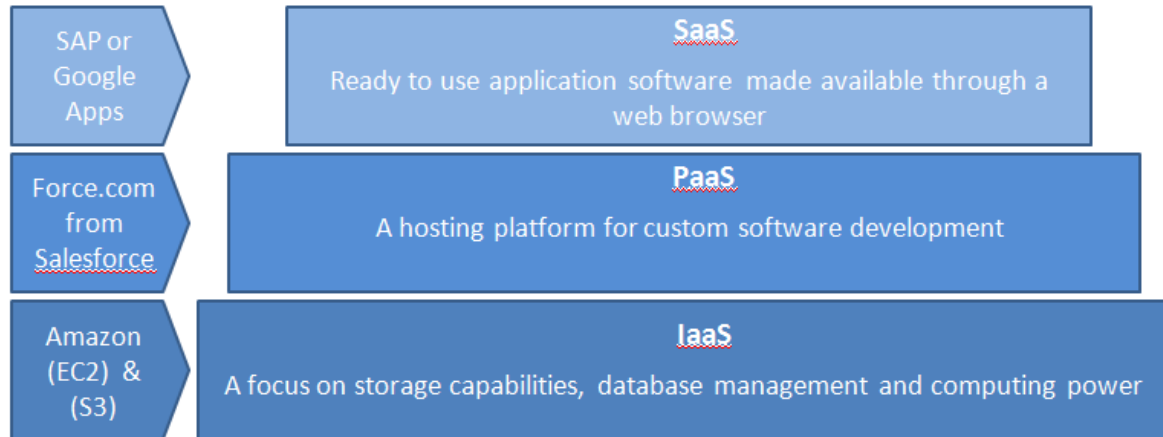 SAP or
Google
Apps
SaaS
Ready to use application software made available through a
web browser
Force.com
from
Salesforce
PaaS
A hosting platform for custom software development
Amazon
(EC2) &
(S3)
IaaS
A focus on storage capabilities, database management and computing power